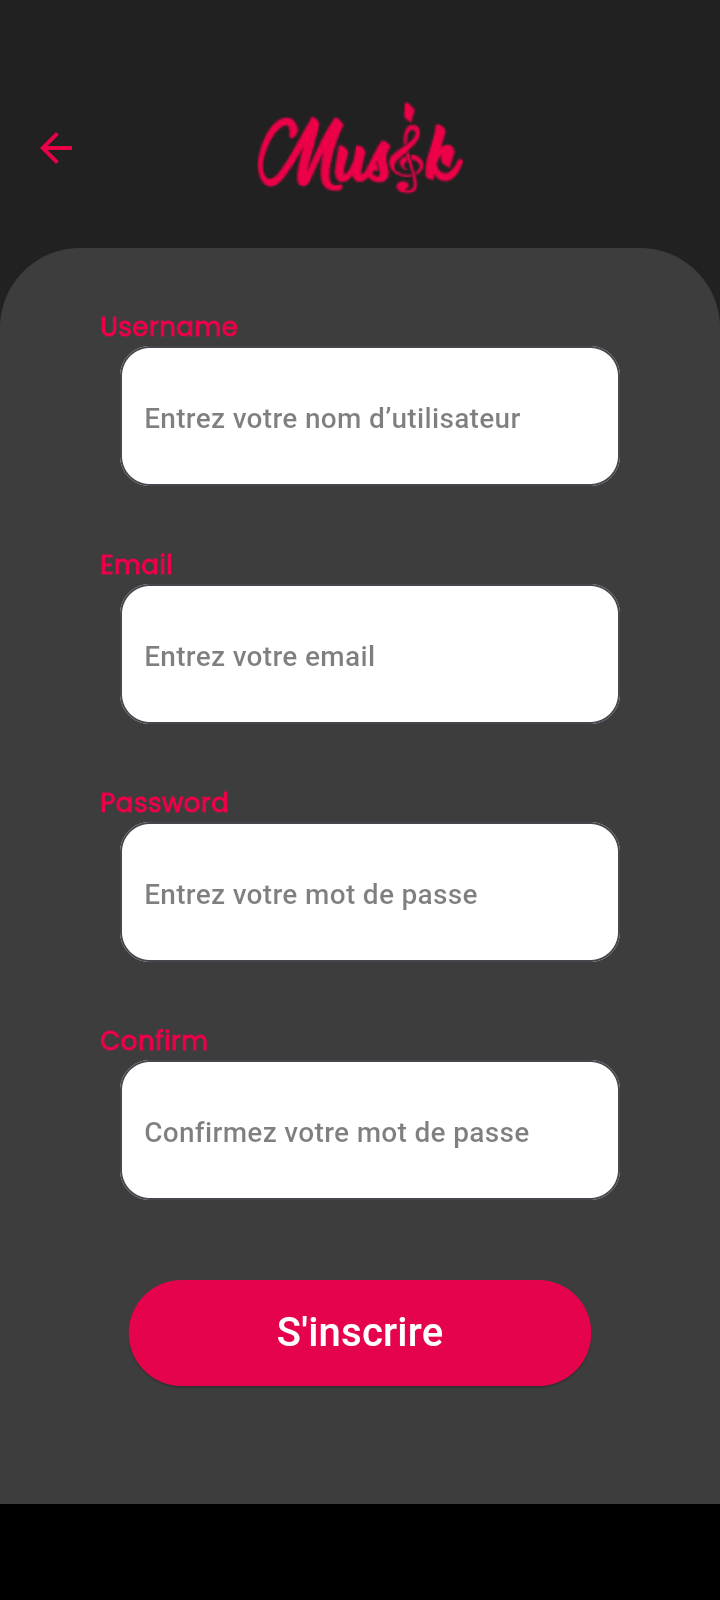 Musik
Username
Entrez votre nom d’utilisateur
Email
Entrez votre email
Password
Entrez votre mot de passe
Confirm
Confirmez votre mot de passe
S'inscrire